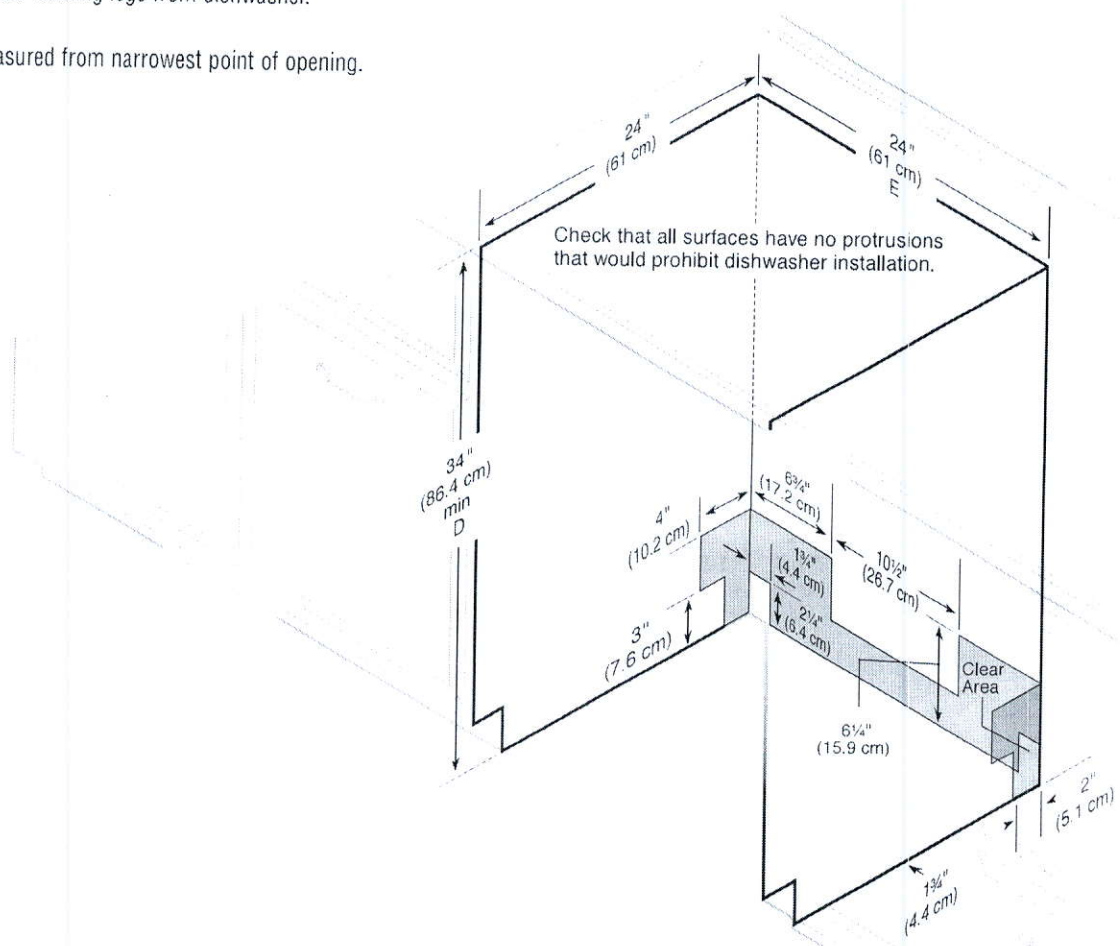 from dishwasher.
asured from narrowest point of opening.
24"
(61 cm)
24"
(61 cm)
E
Check that all surfaces have no protrusions
that would prohibit dishwasher installation.
34"
(86.4 cm)
min
D
6¾"
(17.2 cm)
4"
(10.2 cm)
10½"
(26.7 cm)
1¾"
(4.4 cm)
2¼"
(6.4 cm)
3"
(7.6 cm)
Clear
Area
6¼"
(15.9 cm)
2"
(5.1 cm)
1¾"
(4.4 cm)